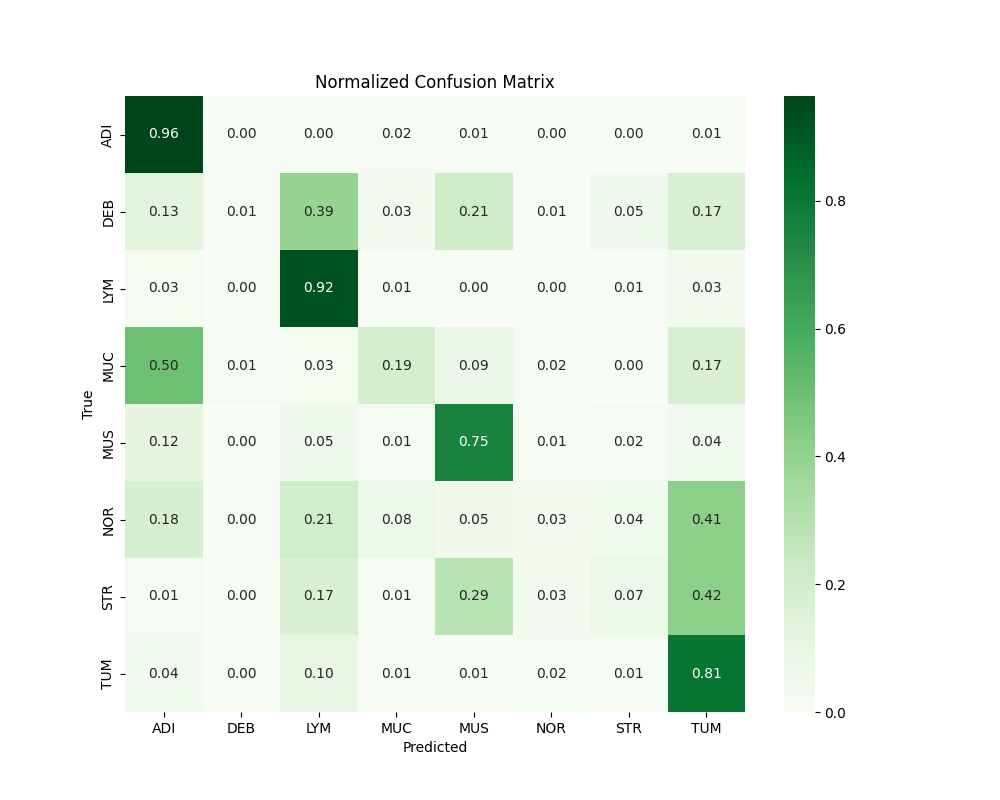 Normalized Confusion Matrix
ADI 0.96 0.00 0.00 0.02 0.01 0.00 0.00 0.01
DEB 0.13 0.01 0.39 0.03 0.21 0.01 0.05 0.17
LYM 0.03 0.00 0.92 0.01 0.00 0.00 0.01 0.03
MUC 0.50 0.01 0.03 0.19 0.09 0.02 0.00 0.17
MUS 0.12 0.00 0.05 0.01 0.75 0.01 0.02 0.04
NOR 0.18 0.00 0.21 0.08 0.05 0.03 0.04 0.41
STR 0.01 0.00 0.17 0.01 0.29 0.03 0.07 0.42
TUM 0.04 0.00 0.10 0.01 0.01 0.02 0.01 0.81
ADI DEB LYM MUC MUS NOR STR TUM
Predicted
True
0.8
0.6
0.4
0.2
0.0